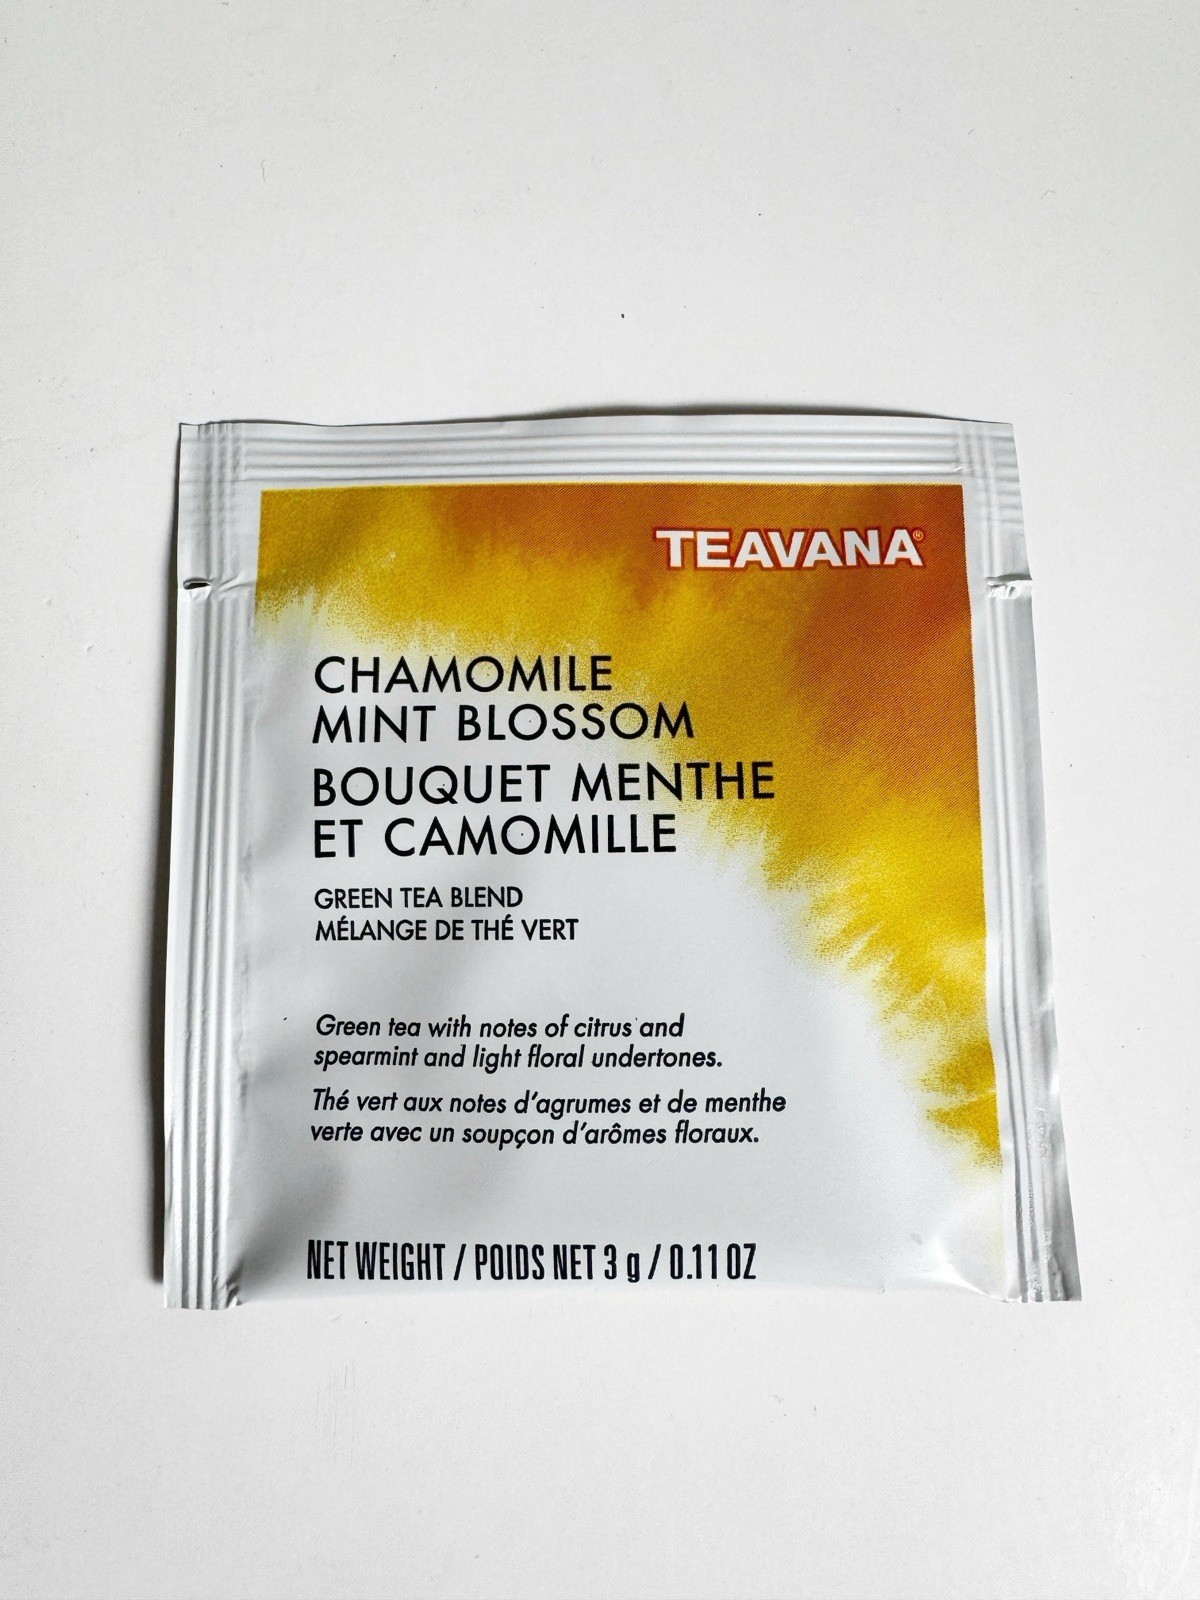 TEAVANA®
CHAMOMILE
MINT BLOSSOM
BOUQUET MENTHE
ET CAMOMILLE
GREEN TEA BLEND
MÉLANGE DE THÉ VERT
Green tea with notes of citrus and
spearmint and light floral undertones.
Thé vert aux notes d'agrumes et de menthe
verte avec un soupçon d'arômes floraux.
NET WEIGHT / POIDS NET 3 g / 0.11 OZ